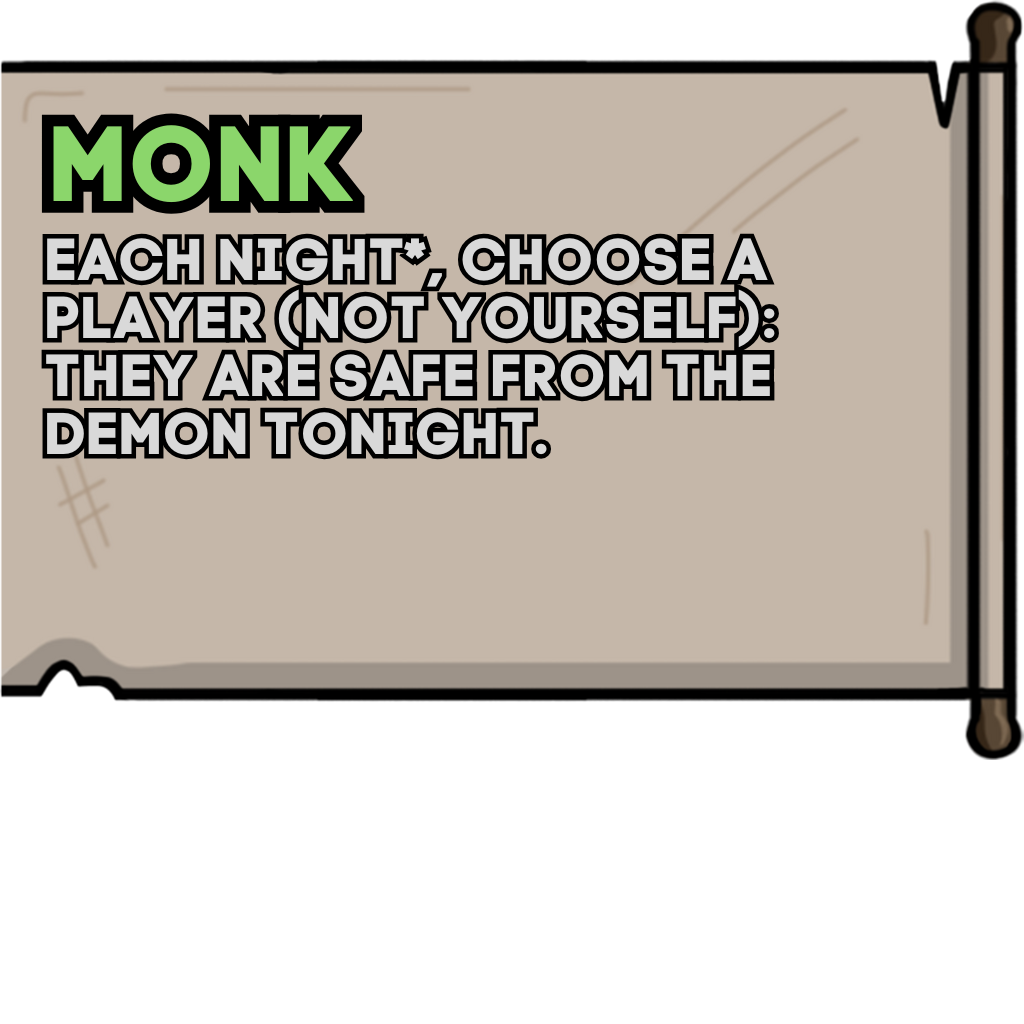 MONK
EACH NIGHT*, CHOOSE A
PLAYER (NOT YOURSELF):
THEY ARE SAFE FROM THE
DEMON TONIGHT.